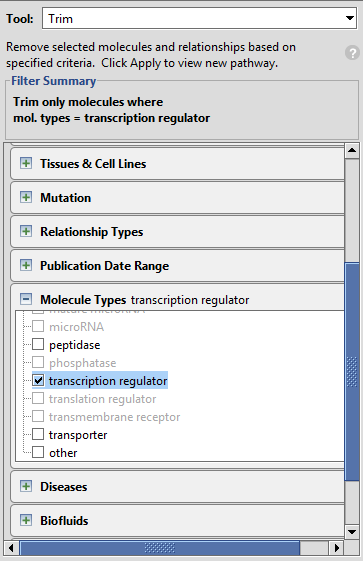 Tool: Trim
Remove selected molecules and relationships based on
specified criteria. Click Apply to view new pathway.
?
Filter Summary
Trim only molecules where
mol. types = transcription regulator
Tissues & Cell Lines
Mutation
Relationship Types
Publication Date Range
Molecule Types transcription regulator
mature microRNA
microRNA
peptidase
phosphatase
transcription regulator
translation regulator
transmembrane receptor
transporter
other
Diseases
Biofluids